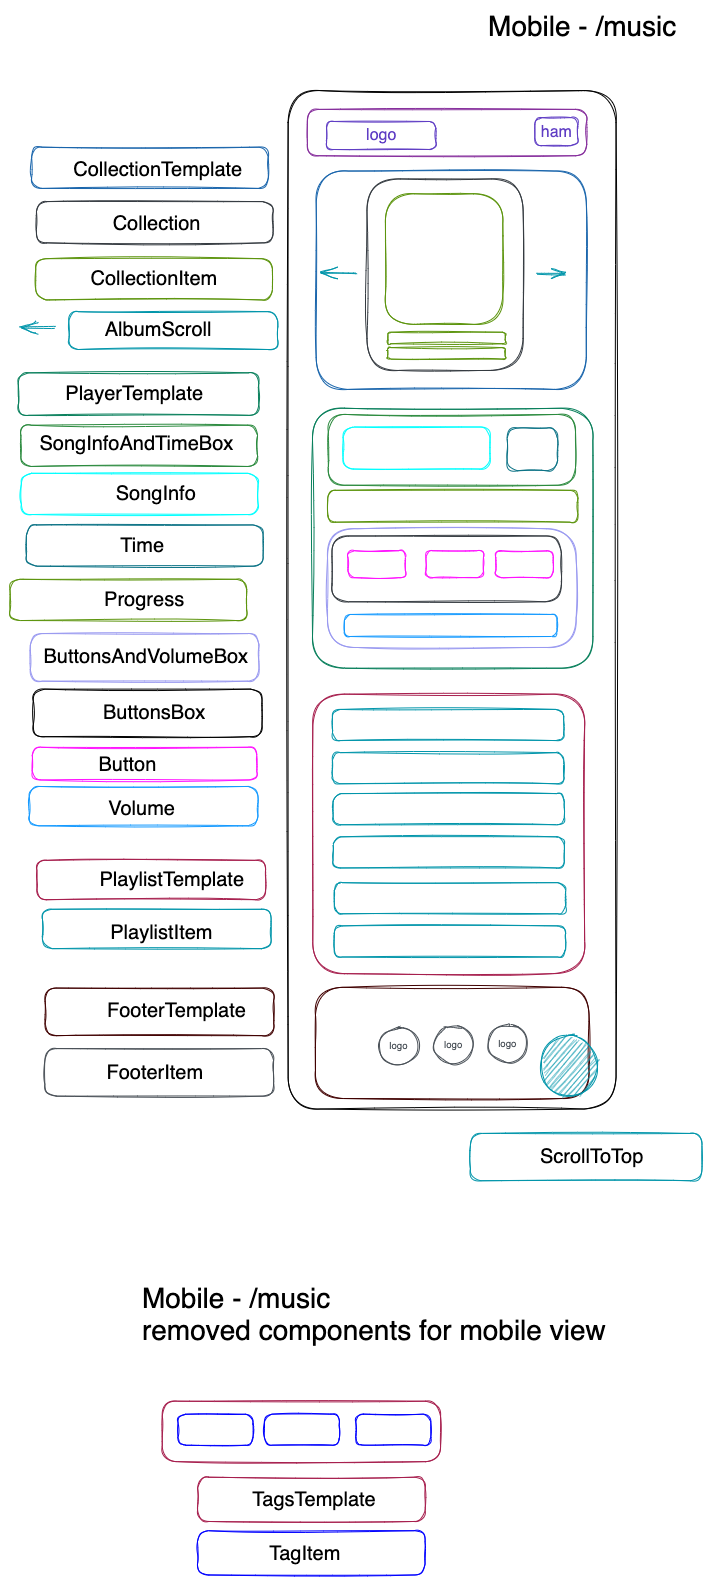 Mobile - /music
logo
ham
CollectionTemplate
Collection
CollectionItem
AlbumScroll
PlayerTemplate
SongInfoAndTimeBox
SongInfo
Time
Progress
ButtonsAndVolumeBox
ButtonsBox
Button
Volume
PlaylistTemplate
PlaylistItem
FooterTemplate
FooterItem
logo
logo
logo
ScrollToTop
Mobile - /music
removed components for mobile view
TagsTemplate
TagItem